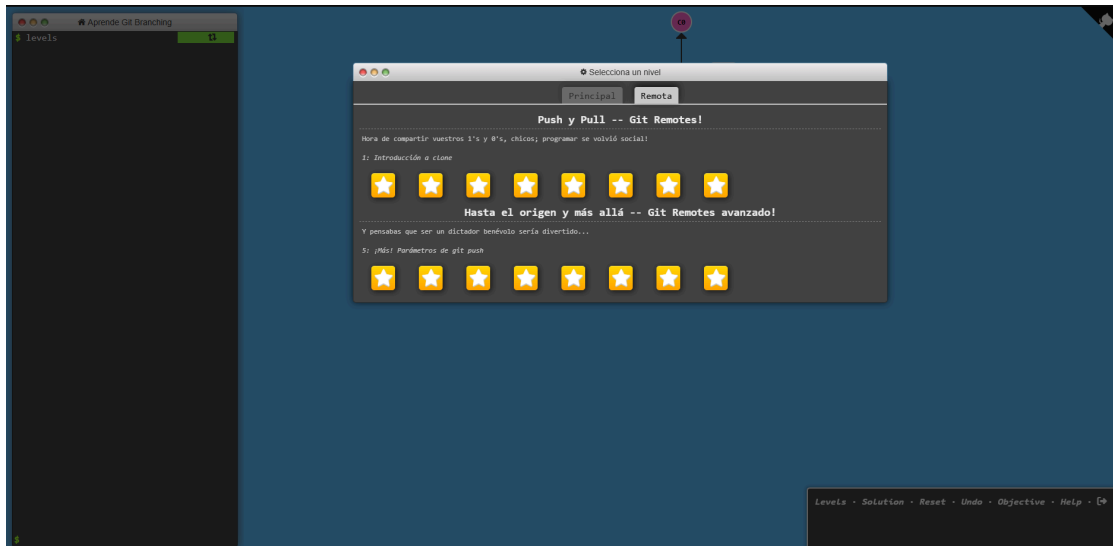 Aprende Git Branching
$ levels
C0
Selecciona un nivel
Principal
Remota
Push y Pull -- Git Remotes!
Hora de compartir vuestros 1's y 0's, chicos; programar se volvió social!
1: Introducción a clone
Hasta el origen y más allá -- Git Remotes avanzado!
Y pensabas que ser un dictador benévolo sería divertido...
5: ¡Más! Parámetros de git push
Levels · Solution · Reset · Undo · Objective · Help ·
$